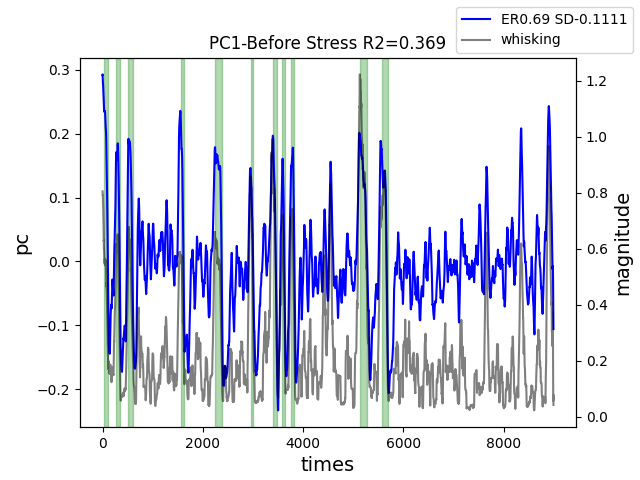 PC1-Before Stress R2=0.369
ER0.69 SD-0.1111
whisking
0.3
0.2
0.1
0.0
−0.1
−0.2
pc
1.2
1.0
0.8
0.6
0.4
0.2
0.0
magnitude
0 2000 4000 6000 8000
times